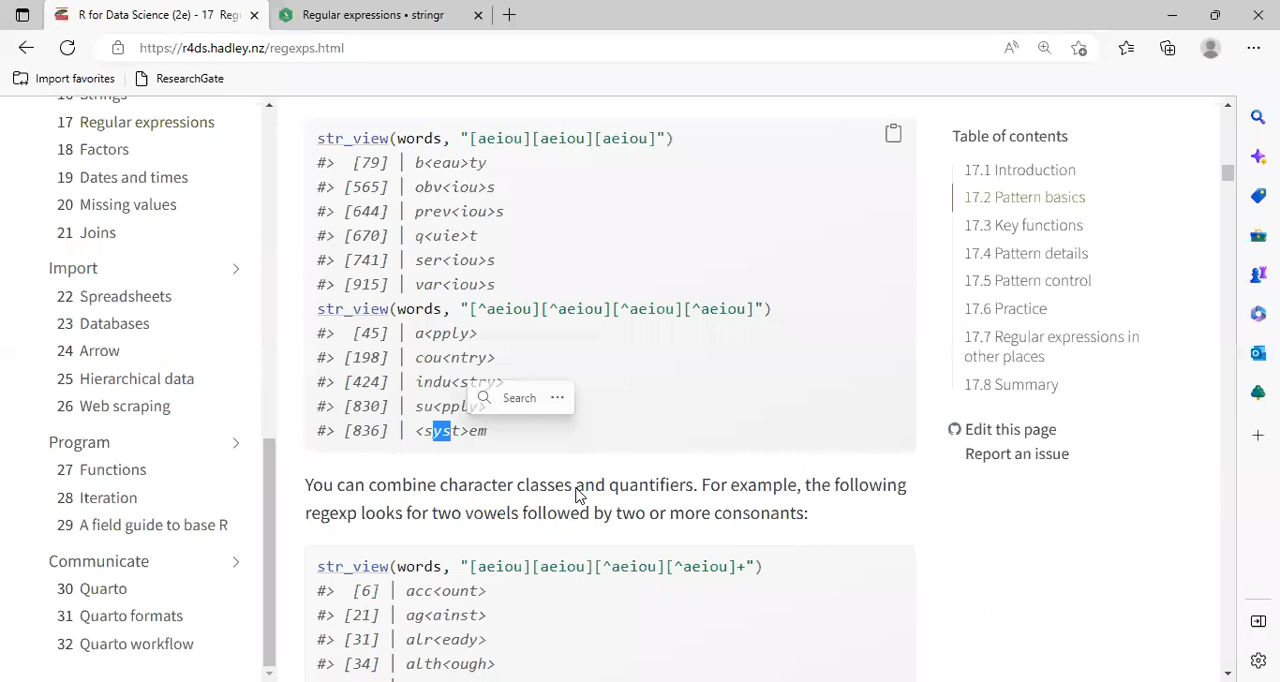 R for Data Science (2e) - 17 Reg
Regular expressions • stringr
https://r4ds.hadley.nz/regexps.html
Import favorites
ResearchGate
16 Strings
17 Regular expressions
18 Factors
19 Dates and times
20 Missing values
21 Joins
Import
22 Spreadsheets
23 Databases
24 Arrow
25 Hierarchical data
26 Web scraping
Program
27 Functions
28 Iteration
29 A field guide to base R
Communicate
30 Quarto
31 Quarto formats
32 Quarto workflow
str_view(words, "[aeiou][aeiou][aeiou]")
#> [79] │ b<eau>ty
#> [565] │ obv<iou>s
#> [644] │ prev<iou>s
#> [670] │ q<uie>t
#> [741] │ ser<iou>s
#> [915] │ var<iou>s
str_view(words, "[^aeiou][^aeiou][^aeiou][^aeiou]")
#> [45] │ a<pply>
#> [198] │ cou<ntry>
#> [424] │ indu<stry>
#> [830] │ su<pply>
#> [836] │ <syst>em
Search
You can combine character classes and quantifiers. For example, the following
regexp looks for two vowels followed by two or more consonants:
str_view(words, "[aeiou][aeiou][^aeiou][^aeiou]+")
#> [6] │ acc<ount>
#> [21] │ ag<ainst>
#> [31] │ alr<eady>
#> [34] │ alth<ough>
Table of contents
17.1 Introduction
17.2 Pattern basics
17.3 Key functions
17.4 Pattern details
17.5 Pattern control
17.6 Practice
17.7 Regular expressions in
other places
17.8 Summary
Edit this page
Report an issue